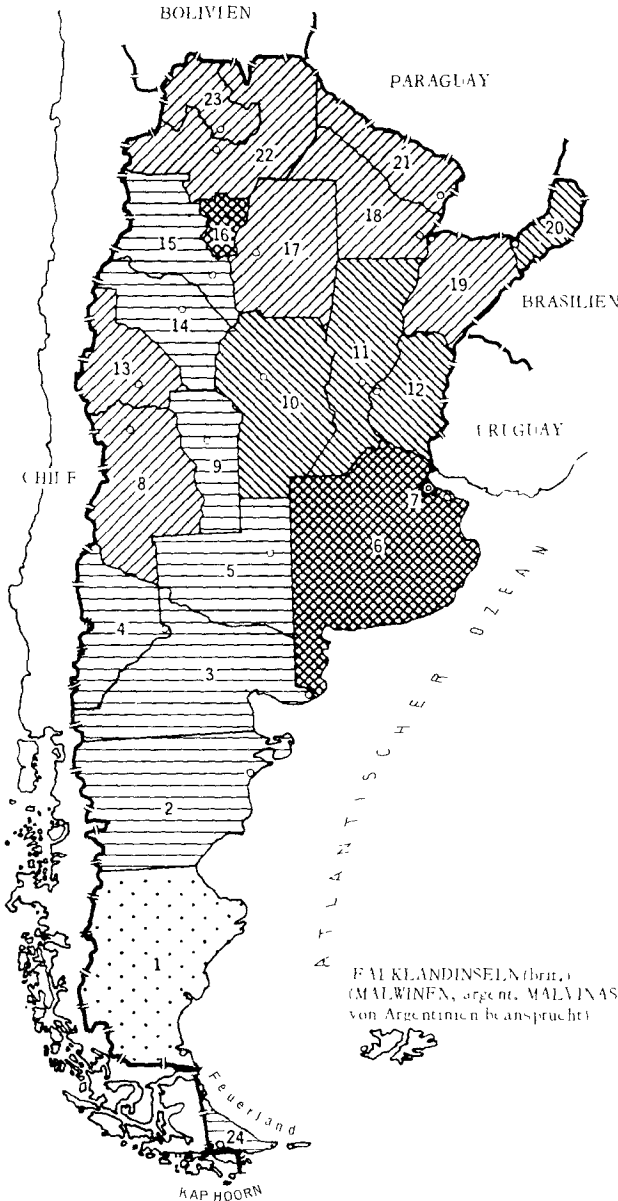 BOLIVIEN
PARAGUAY
23
22
21
18
20
16
15
17
19
BRASILIEN
14
11
13
10
12
URUGUAY
CHILE
8
9
7
6
5
4
3
2
1
ATLANTISCHER OZEAN
FALKLANDINSELN (brit.)
(MALWINEN, argent. MALVINAS
von Argentinien beansprucht)
Feuerland
24
KAP HOORN